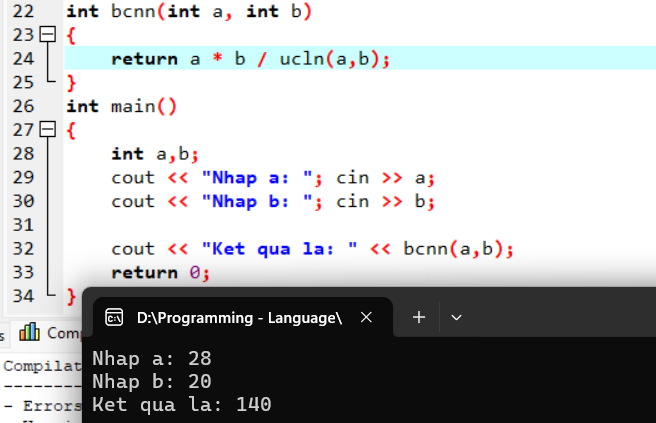 22 int bcnn(int a, int b)
23 {
24 return a * b / ucln(a,b);
25 }
26 int main()
27 {
28 int a,b;
29 cout << "Nhap a: "; cin >> a;
30 cout << "Nhap b: "; cin >> b;
31
32 cout << "Ket qua la: " << bcnn(a,b);
33 return 0;
34 }
D:\Programming - Language\
Compilat
--------
- Errors
Nhap a: 28
Nhap b: 20
Ket qua la: 140